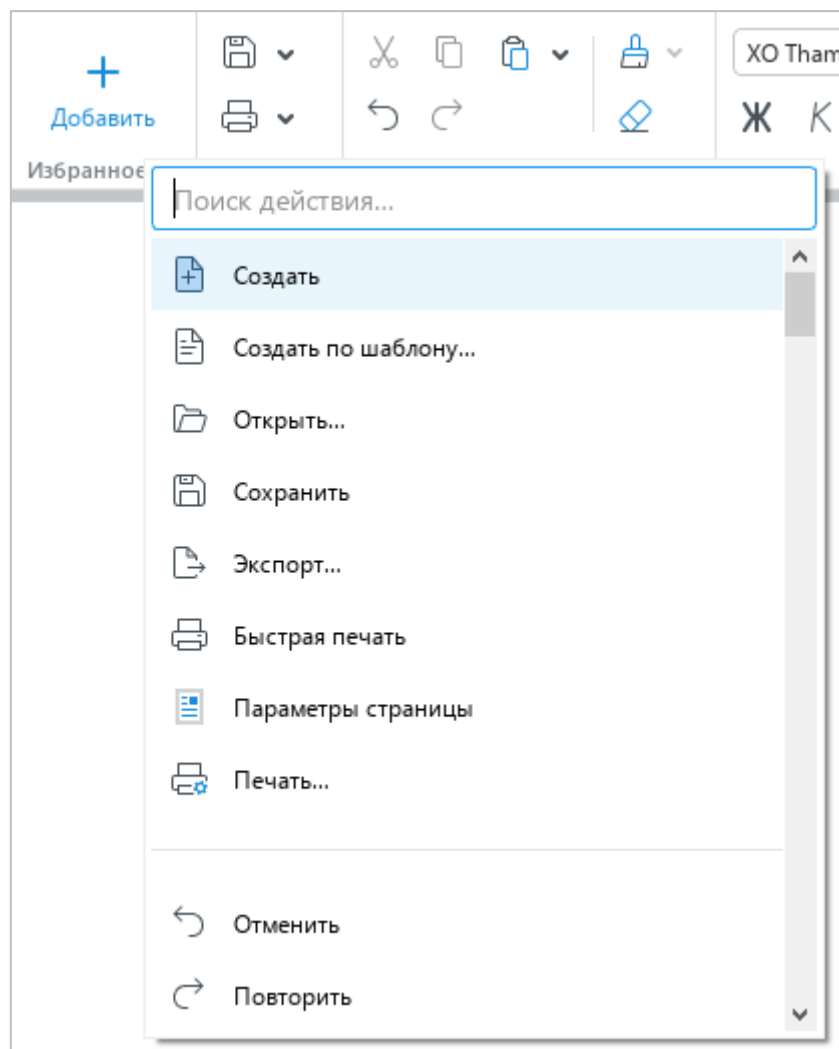 Добавить
Избранное
XO Tham
Ж К
Поиск действия...
Создать
Создать по шаблону...
Открыть...
Сохранить
Экспорт...
Быстрая печать
Параметры страницы
Печать...
Отменить
Повторить